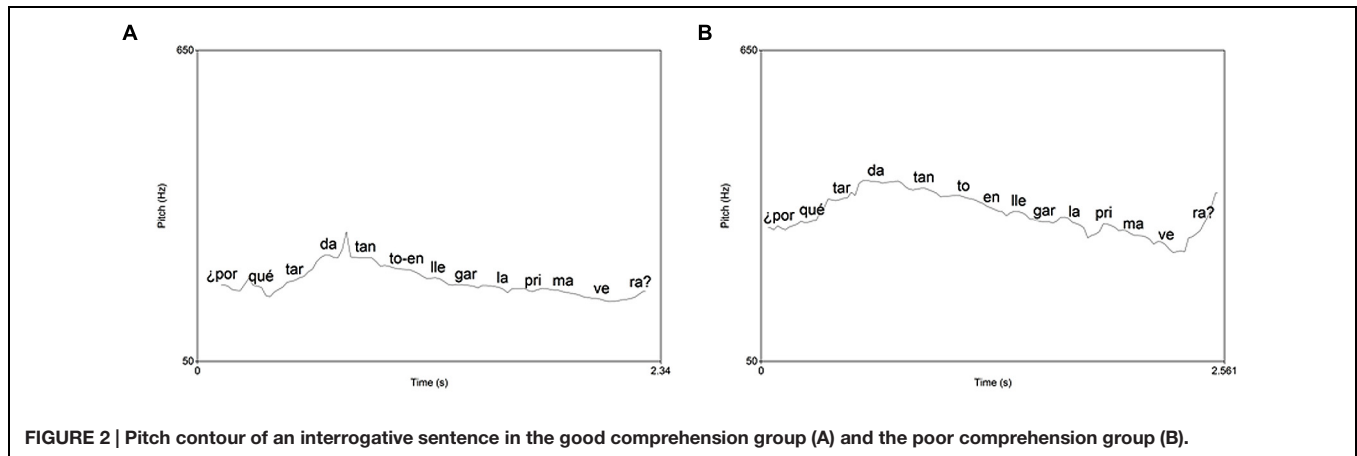 A
650
Pitch (Hz)
¿por qué tar da tan to-en lle gar la pri ma ve ra?
50
0
2.34
Time (s)
B
650
Pitch (Hz)
¿por qué tar da tan to en lle gar la pri ma ve ra?
50
0
2.561
Time (s)
FIGURE 2 | Pitch contour of an interrogative sentence in the good comprehension group (A) and the poor comprehension group (B).